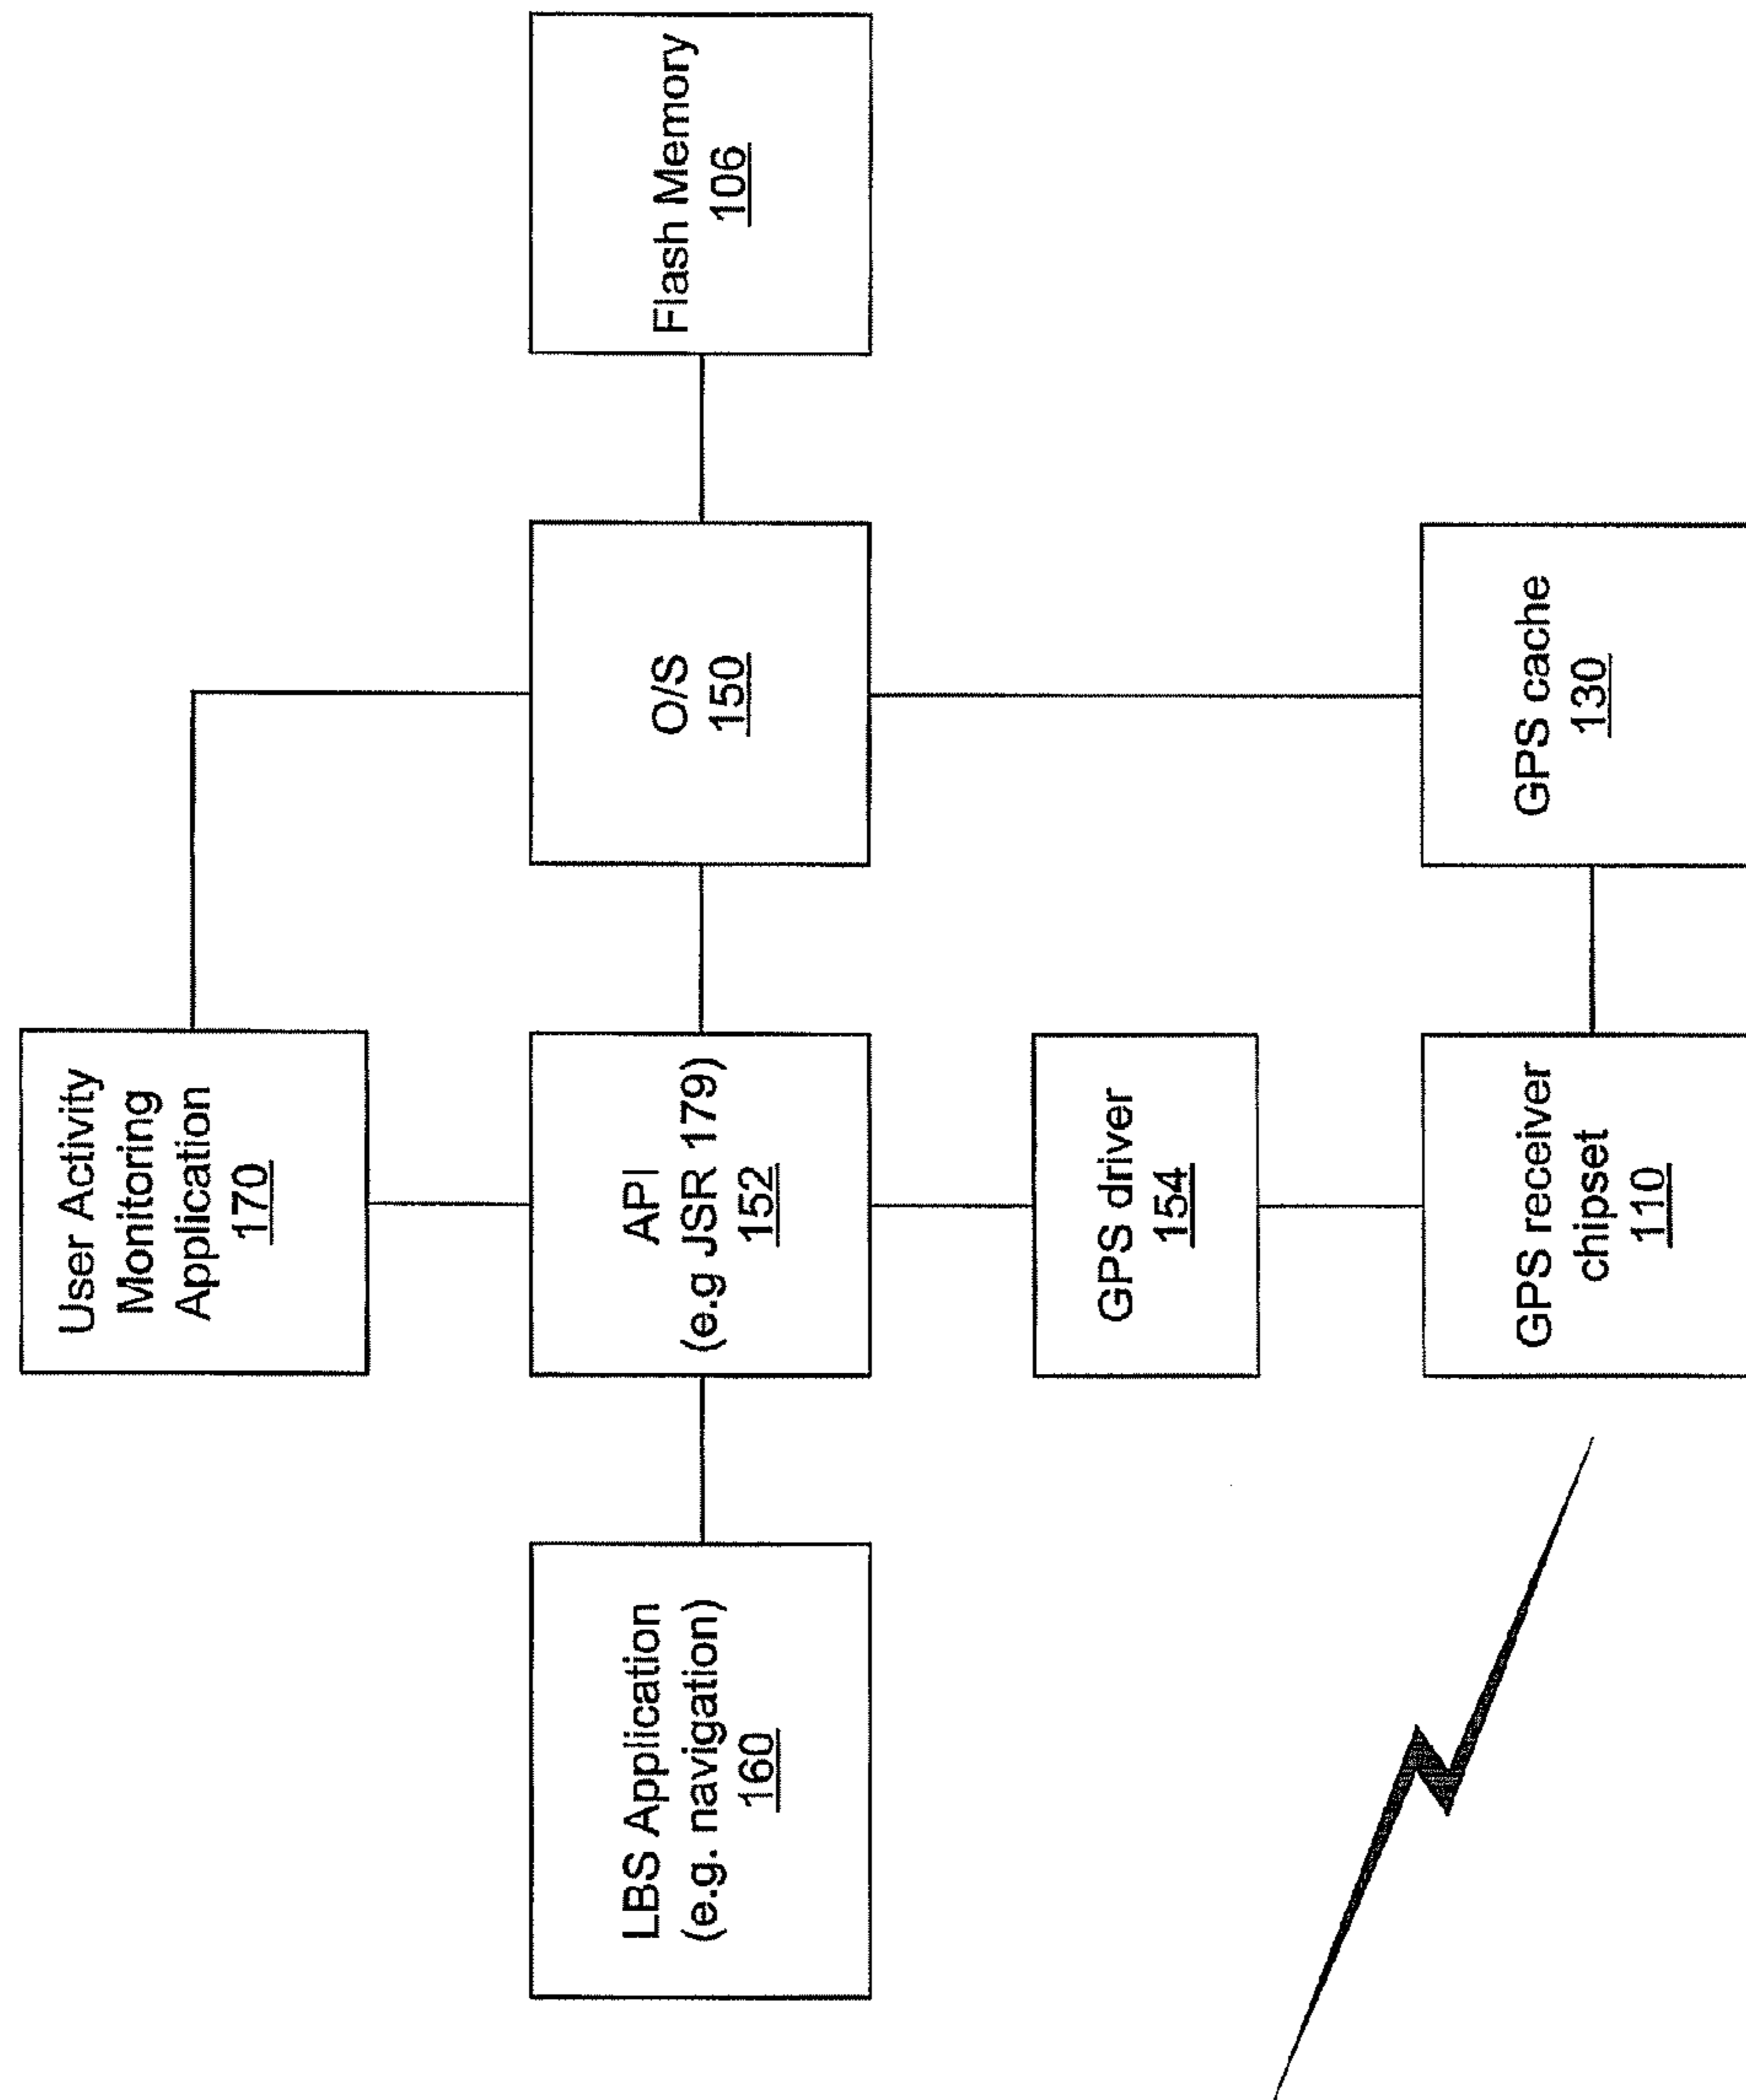 User Activity
Monitoring
Application
170
LBS Application
(e.g. navigation)
160
API
(e.g JSR 179)
152
O/S
150
Flash Memory
106
GPS driver
154
GPS receiver
chipset
110
GPS cache
130